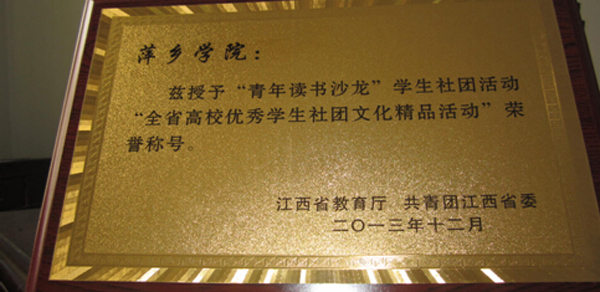 萍乡学院：
兹授予“青年读书沙龙”学生社团活动
“全省高校优秀学生社团文化精品活动”荣
誉称号。
江西省教育厅 共青团江西省委
二〇一三年十二月